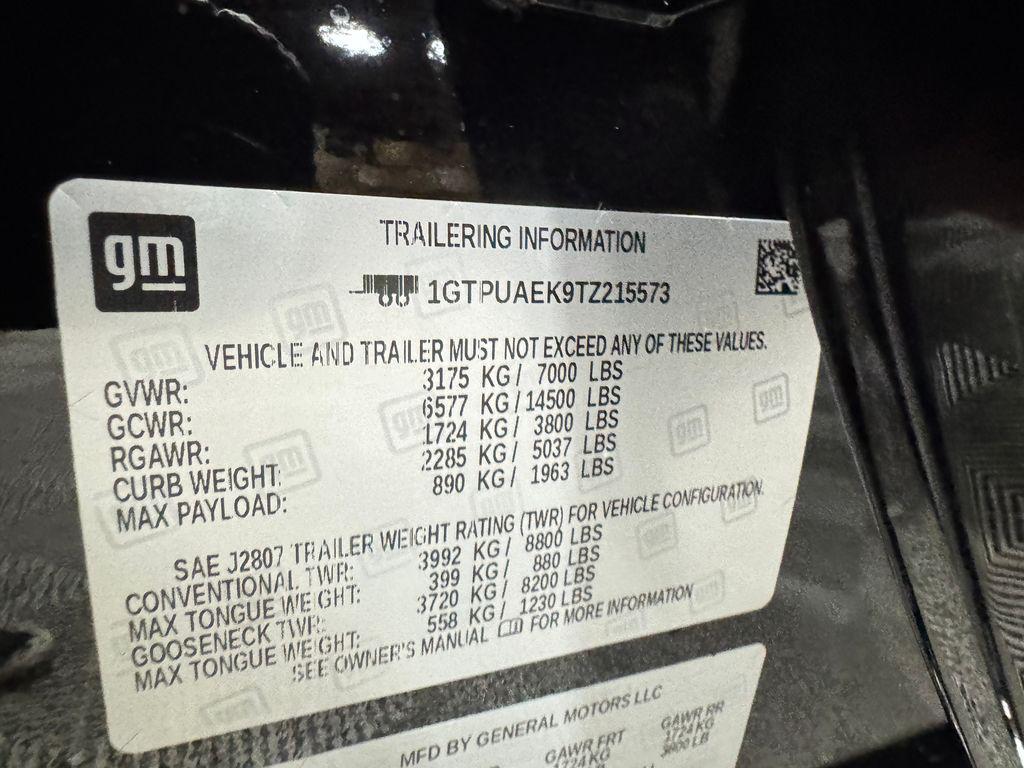 gm
TRAILERING INFORMATION
1GTPUAEK9TZ215573
VEHICLE AND TRAILER MUST NOT EXCEED ANY OF THESE VALUES.
GVWR: 3175 KG / 7000 LBS
GCWR: 6577 KG / 14500 LBS
RGAWR: 1724 KG / 3800 LBS
CURB WEIGHT: 2285 KG / 5037 LBS
MAX PAYLOAD: 890 KG / 1963 LBS
SAE J2807 TRAILER WEIGHT RATING (TWR) FOR VEHICLE CONFIGURATION.
CONVENTIONAL TWR: 3992 KG / 8800 LBS
MAX TONGUE WEIGHT: 399 KG / 880 LBS
GOOSENECK TWR: 3720 KG / 8200 LBS
MAX TONGUE WEIGHT: 558 KG / 1230 LBS
SEE OWNER'S MANUAL FOR MORE INFORMATION
MFD BY GENERAL MOTORS LLC
GAWR FRT GAWR RR
1724 KG 1724 KG
3800 LB